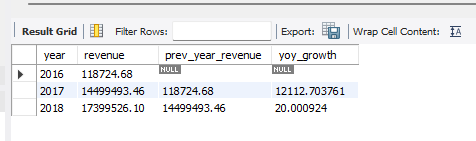 Result Grid Filter Rows: Export: Wrap Cell Content: IA
year revenue prev_year_revenue yoy_growth
2016 118724.68 NULL NULL
2017 14499493.46 118724.68 12112.703761
2018 17399526.10 14499493.46 20.000924